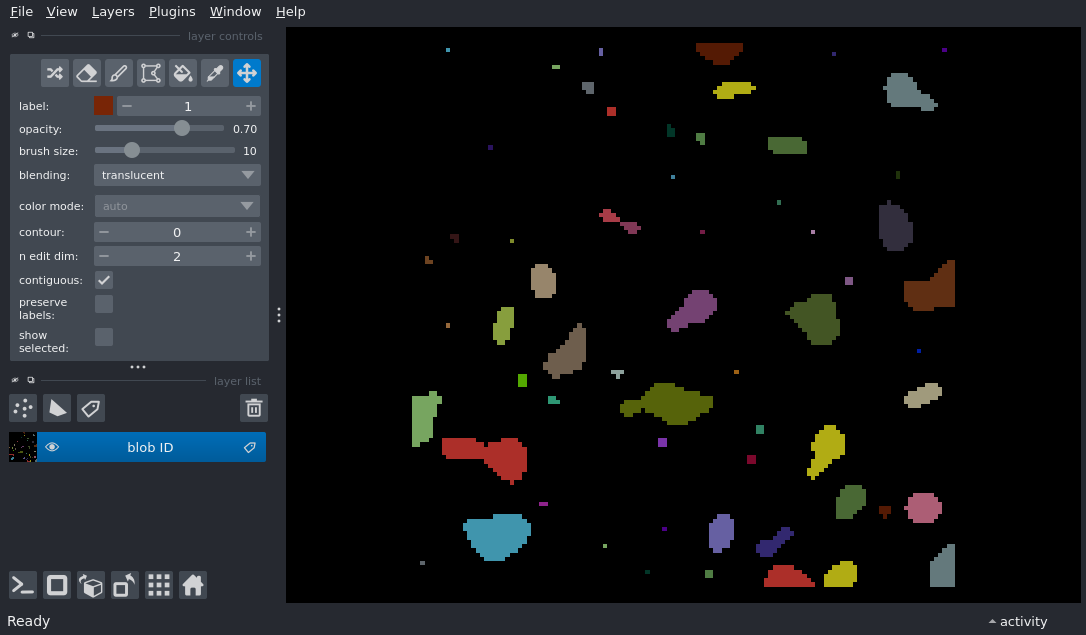 File View Layers Plugins Window Help
layer controls
label: 1
opacity: 0.70
brush size: 10
blending: translucent
color mode: auto
contour: 0
n edit dim: 2
contiguous:
preserve
labels:
show
selected:
layer list
blob ID
Ready
activity